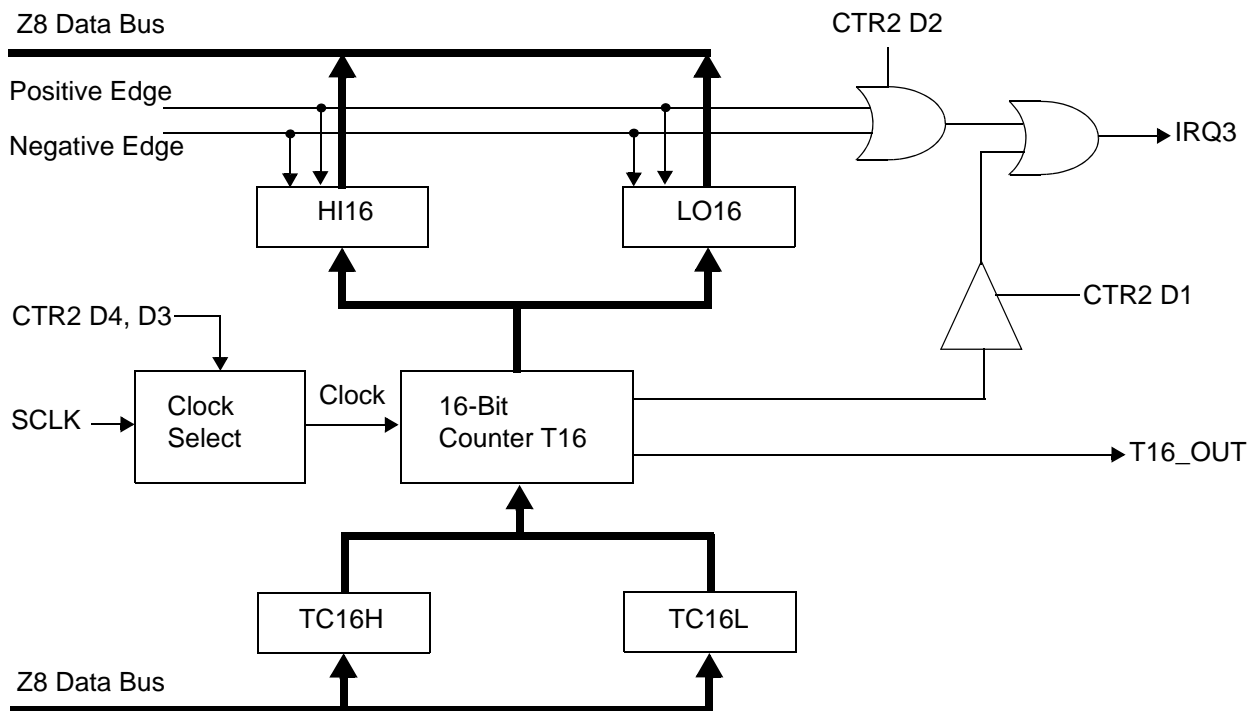 Z8 Data Bus
CTR2 D2
Positive Edge
Negative Edge
IRQ3
HI16
LO16
CTR2 D4, D3
CTR2 D1
SCLK
Clock
Select
Clock
16-Bit
Counter T16
T16_OUT
TC16H
TC16L
Z8 Data Bus